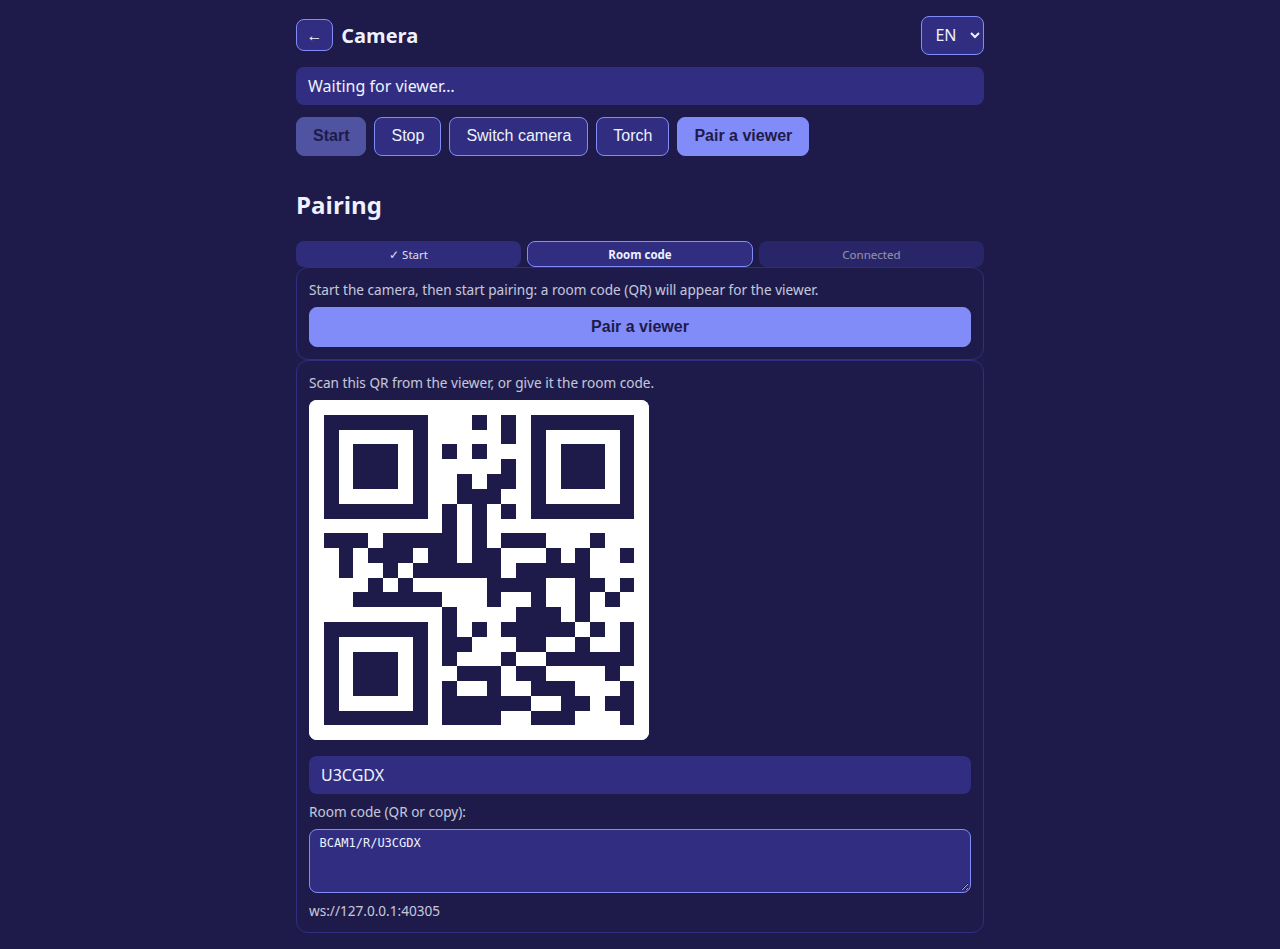 ←
Camera
EN
Waiting for viewer...
Start
Stop
Switch camera
Torch
Pair a viewer
Pairing
✓ Start
Room code
Connected
Start the camera, then start pairing: a room code (QR) will appear for the viewer.
Pair a viewer
Scan this QR from the viewer, or give it the room code.
U3CGDX
Room code (QR or copy):
BCAM1/R/U3CGDX
ws://127.0.0.1:40305